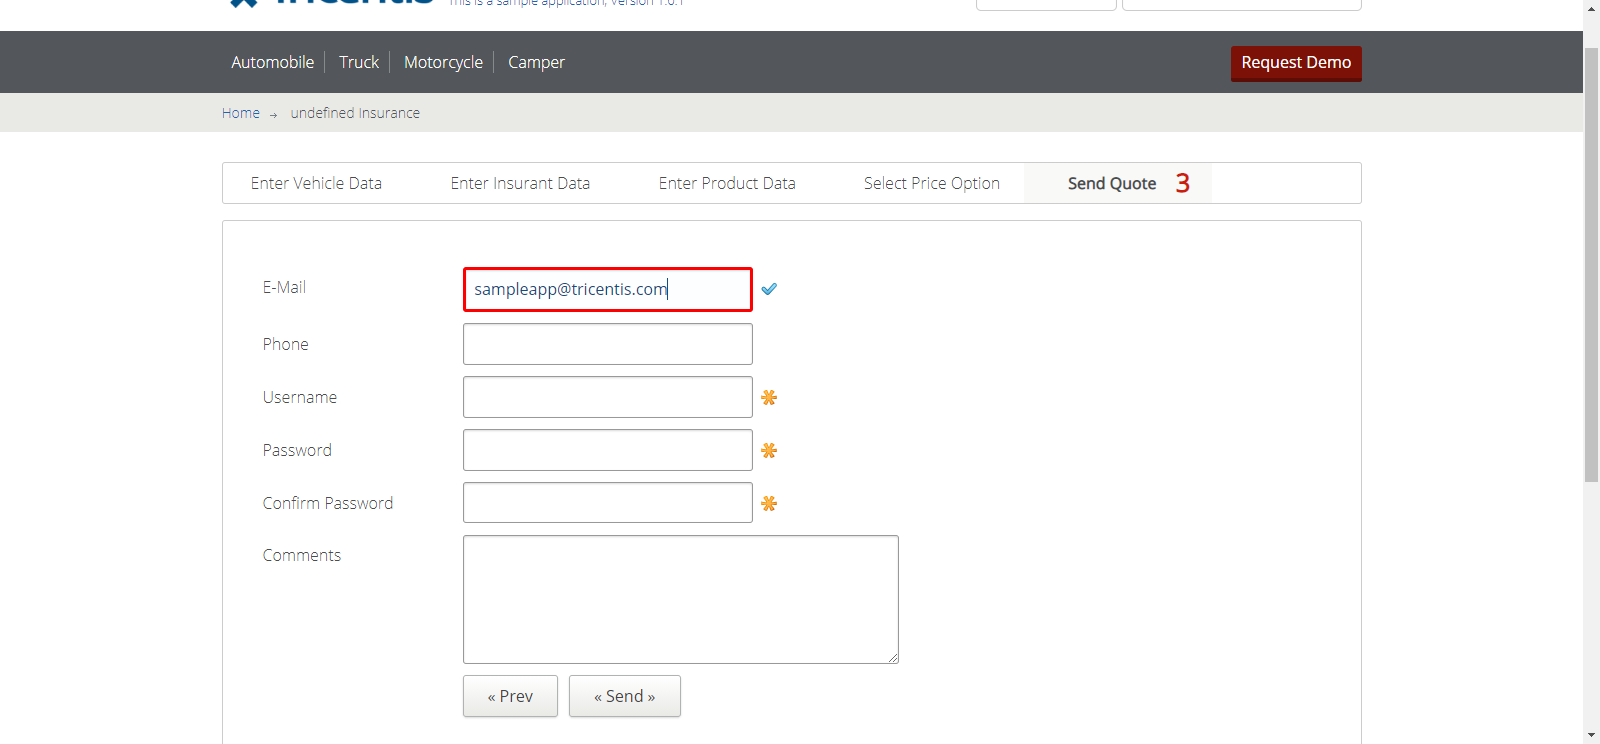 Tricentis This is a sample application, Version 1.0.1
Automobile Truck Motorcycle Camper Request Demo
Home → undefined Insurance
Enter Vehicle Data Enter Insurant Data Enter Product Data Select Price Option Send Quote 3
E-Mail sampleapp@tricentis.com
Phone
Username
Password
Confirm Password
Comments
« Prev « Send »